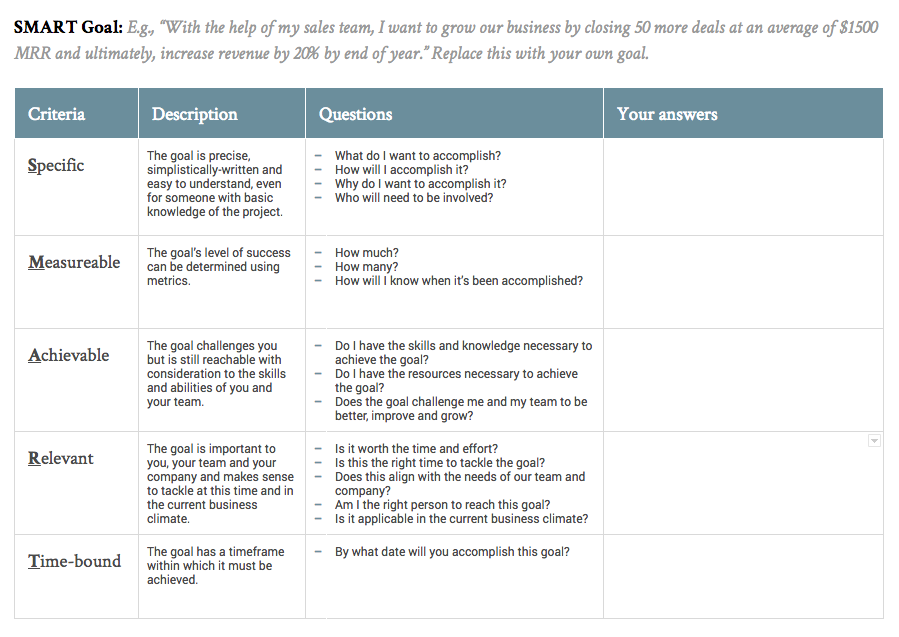 SMART Goal: E.g., “With the help of my sales team, I want to grow our business by closing 50 more deals at an average of $1500
MRR and ultimately, increase revenue by 20% by end of year.” Replace this with your own goal.
Criteria
Description
Questions
Your answers
Specific
The goal is precise,
simplistically-written and
easy to understand, even
for someone with basic
knowledge of the project.
– What do I want to accomplish?
– How will I accomplish it?
– Why do I want to accomplish it?
– Who will need to be involved?
Measureable
The goal’s level of success
can be determined using
metrics.
– How much?
– How many?
– How will I know when it’s been accomplished?
Achievable
The goal challenges you
but is still reachable with
consideration to the skills
and abilities of you and
your team.
– Do I have the skills and knowledge necessary to
achieve the goal?
– Do I have the resources necessary to achieve
the goal?
– Does the goal challenge me and my team to be
better, improve and grow?
Relevant
The goal is important to
you, your team and your
company and makes sense
to tackle at this time and in
the current business
climate.
– Is it worth the time and effort?
– Is this the right time to tackle the goal?
– Does this align with the needs of our team and
company?
– Am I the right person to reach this goal?
– Is it applicable in the current business climate?
Time-bound
The goal has a timeframe
within which it must be
achieved.
– By what date will you accomplish this goal?